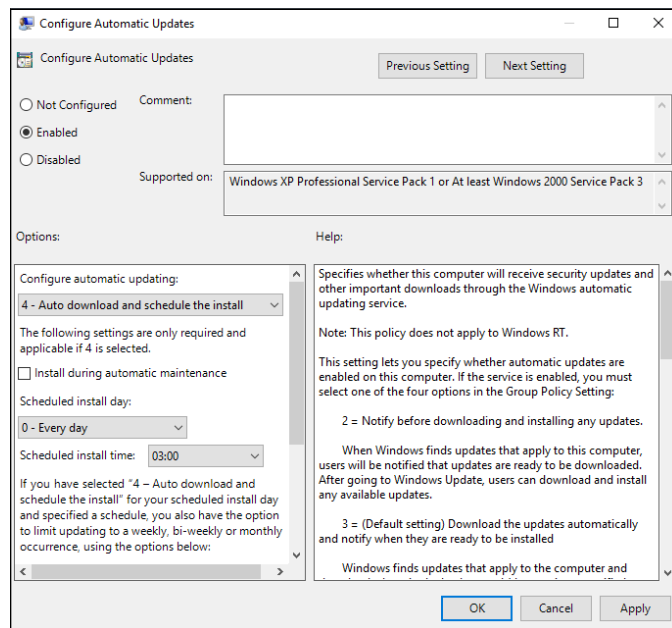 Configure Automatic Updates
Configure Automatic Updates
Previous Setting
Next Setting
Not Configured
Comment:
Enabled
Disabled
Supported on:
Windows XP Professional Service Pack 1 or At least Windows 2000 Service Pack 3
Options:
Help:
Configure automatic updating:
4 - Auto download and schedule the install
The following settings are only required and
applicable if 4 is selected.
Install during automatic maintenance
Scheduled install day:
0 - Every day
Scheduled install time:
03:00
If you have selected “4 – Auto download and
schedule the install” for your scheduled install day
and specified a schedule, you also have the option
to limit updating to a weekly, bi-weekly or monthly
occurrence, using the options below:
Specifies whether this computer will receive security updates and
other important downloads through the Windows automatic
updating service.
Note: This policy does not apply to Windows RT.
This setting lets you specify whether automatic updates are
enabled on this computer. If the service is enabled, you must
select one of the four options in the Group Policy Setting:
2 = Notify before downloading and installing any updates.
When Windows finds updates that apply to this computer,
users will be notified that updates are ready to be downloaded.
After going to Windows Update, users can download and install
any available updates.
3 = (Default setting) Download the updates automatically
and notify when they are ready to be installed
Windows finds updates that apply to the computer and
OK
Cancel
Apply